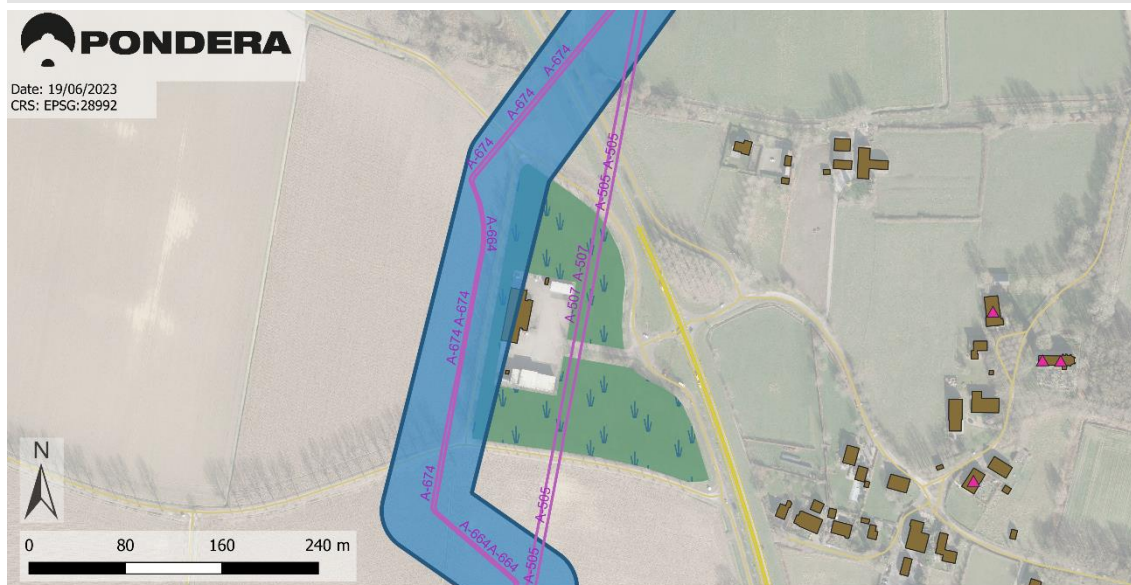 PONDERA
Date: 19/06/2023
CRS: EPSG:28992
A-674
A-674
A-674
A-505
A-505
A-664
A-507
A-507
A-674 A-674
A-674
A-664A-664
A-505
A-505
N
0 80 160 240 m